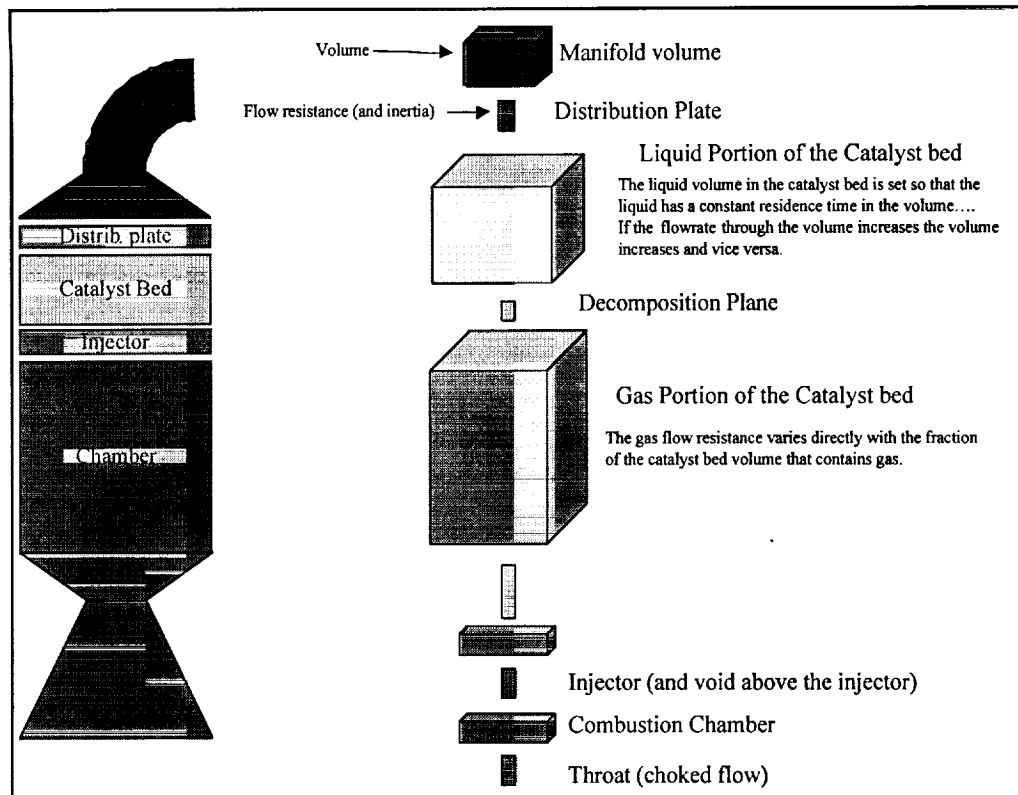 Volume
Manifold volume
Flow resistance (and inertia)
Distribution Plate
Liquid Portion of the Catalyst bed
The liquid volume in the catalyst bed is set so that the
liquid has a constant residence time in the volume....
If the flowrate through the volume increases the volume
increases and vice versa.
Decomposition Plane
Gas Portion of the Catalyst bed
The gas flow resistance varies directly with the fraction
of the catalyst bed volume that contains gas.
Injector (and void above the injector)
Combustion Chamber
Throat (choked flow)
Distrib. plate
Catalyst Bed
Injector
Chamber